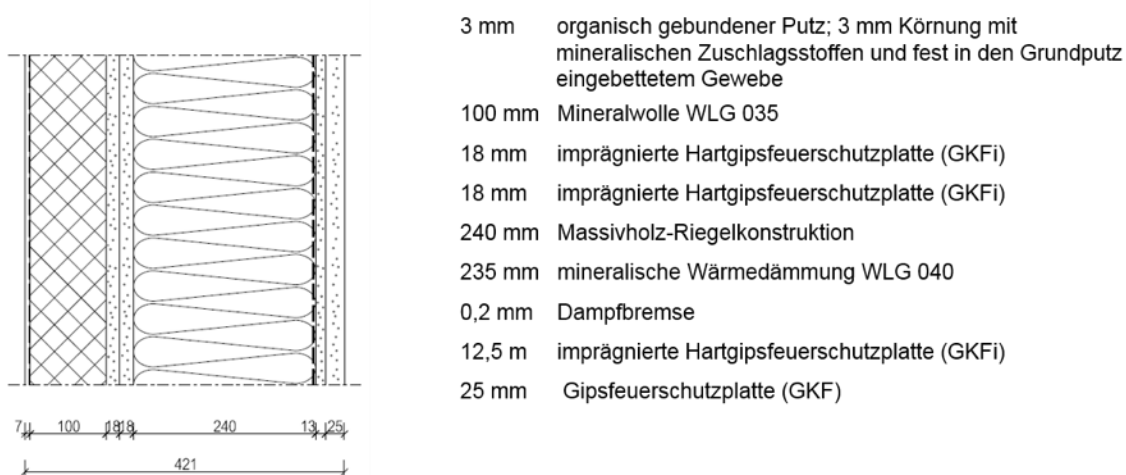 3 mm organisch gebundener Putz; 3 mm Körnung mit
mineralischen Zuschlagsstoffen und fest in den Grundputz
eingebettetem Gewebe
100 mm Mineralwolle WLG 035
18 mm imprägnierte Hartgipsfeuerschutzplatte (GKFi)
18 mm imprägnierte Hartgipsfeuerschutzplatte (GKFi)
240 mm Massivholz-Riegelkonstruktion
235 mm mineralische Wärmedämmung WLG 040
0,2 mm Dampfbremse
12,5 m imprägnierte Hartgipsfeuerschutzplatte (GKFi)
25 mm Gipsfeuerschutzplatte (GKF)
7 100 18 18 240 13 25
421